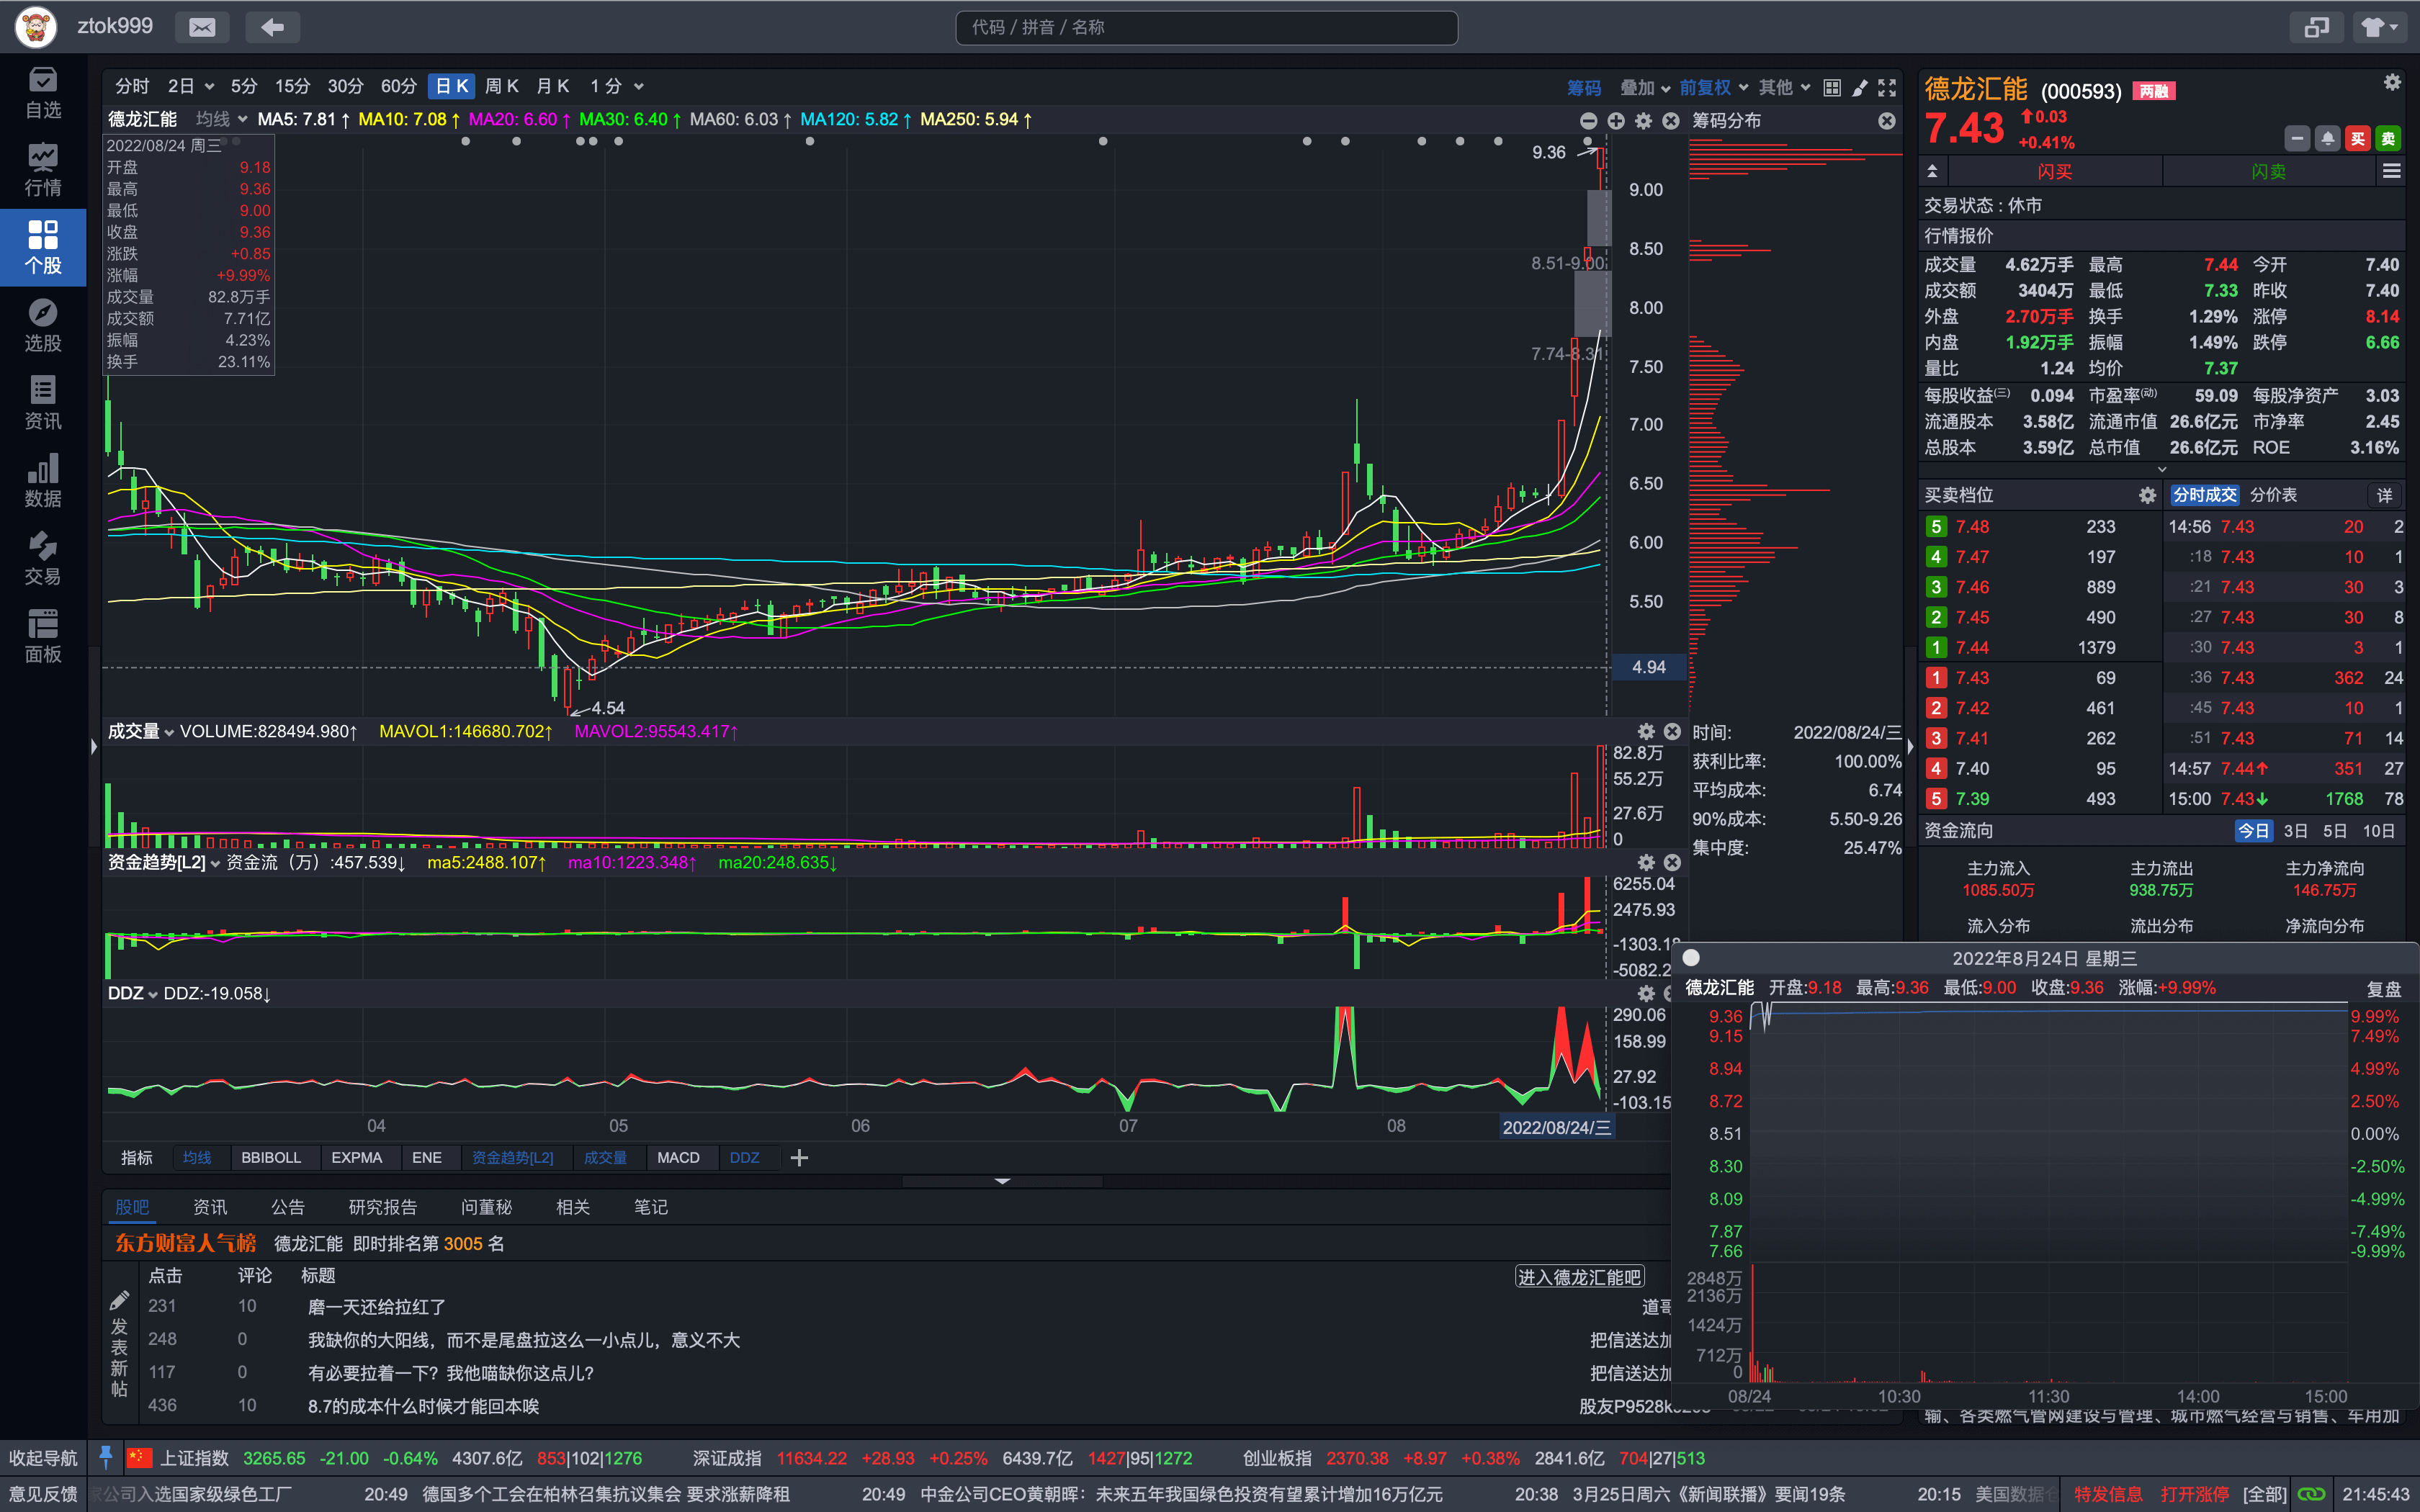 ztok999
代码 / 拼音 / 名称
自选
行情
个股
选股
资讯
数据
交易
面板
分时 2日 5分 15分 30分 60分 日K 周K 月K 1分 筹码 叠加 前复权 其他
德龙汇能 均线 MA5: 7.81↑ MA10: 7.08↑ MA20: 6.60↑ MA30: 6.40↑ MA60: 6.03↑ MA120: 5.82↑ MA250: 5.94↑
2022/08/24 周三
开盘 9.18
最高 9.36
最低 9.00
收盘 9.36
涨跌 +0.85
涨幅 +9.99%
成交量 82.8万手
成交额 7.71亿
振幅 4.23%
换手 23.11%
9.36
8.51-9.00
7.74-8.31
4.54
9.00
8.50
8.00
7.50
7.00
6.50
6.00
5.50
4.94
筹码分布
时间: 2022/08/24/三
获利比率: 100.00%
平均成本: 6.74
90%成本: 5.50-9.26
集中度: 25.47%
成交量 VOLUME:828494.980↑ MAVOL1:146680.702↑ MAVOL2:95543.417↑
82.8万
55.2万
27.6万
0
资金趋势[L2] 资金流（万）:457.539↓ ma5:2488.107↑ ma10:1223.348↑ ma20:248.635↓
6255.04
2475.93
-1303.18
-5082.2
DDZ DDZ:-19.058↓
290.06
158.99
27.92
-103.15
04 05 06 07 08 2022/08/24/三
指标 均线 BBIBOLL EXPMA ENE 资金趋势[L2] 成交量 MACD DDZ
股吧 资讯 公告 研究报告 问董秘 相关 笔记
东方财富人气榜 德龙汇能 即时排名第 3005 名
发表新帖
点击 评论 标题 进入德龙汇能吧
231 10 磨一天还给拉红了 道哥
248 0 我缺你的大阳线，而不是尾盘拉这么一小点儿，意义不大 把信送达加
117 0 有必要拉着一下？我他喵缺你这点儿？ 把信送达加
436 10 8.7的成本什么时候才能回本唉 股友P9528k
德龙汇能 (000593) 两融
7.43 0.03
+0.41%
买 卖
闪买 闪卖
交易状态 : 休市
行情报价
成交量 4.62万手 最高 7.44 今开 7.40
成交额 3404万 最低 7.33 昨收 7.40
外盘 2.70万手 换手 1.29% 涨停 8.14
内盘 1.92万手 振幅 1.49% 跌停 6.66
量比 1.24 均价 7.37
每股收益(三) 0.094 市盈率(动) 59.09 每股净资产 3.03
流通股本 3.58亿 流通市值 26.6亿元 市净率 2.45
总股本 3.59亿 总市值 26.6亿元 ROE 3.16%
买卖档位 分时成交 分价表 详
5 7.48 233 14:56 7.43 20 2
4 7.47 197 :18 7.43 10 1
3 7.46 889 :21 7.43 30 3
2 7.45 490 :27 7.43 30 8
1 7.44 1379 :30 7.43 3 1
1 7.43 69 :36 7.43 362 24
2 7.42 461 :45 7.43 10 1
3 7.41 262 :51 7.43 71 14
4 7.40 95 14:57 7.44↑ 351 27
5 7.39 493 15:00 7.43↓ 1768 78
资金流向 今日 3日 5日 10日
主力流入 主力流出 主力净流向
1085.50万 938.75万 146.75万
流入分布 流出分布 净流向分布
2022年8月24日 星期三
德龙汇能 开盘:9.18 最高:9.36 最低:9.00 收盘:9.36 涨幅:+9.99% 复盘
9.36 9.99%
9.15 7.49%
8.94 4.99%
8.72 2.50%
8.51 0.00%
8.30 -2.50%
8.09 -4.99%
7.87 -7.49%
7.66 -9.99%
2848万
2136万
1424万
712万
0
08/24 10:30 11:30 14:00 15:00
输、各类燃气管网建设与管理、城市燃气经营与销售、车用加
收起导航 上证指数 3265.65 -21.00 -0.64% 4307.6亿 853|102|1276 深证成指 11634.22 +28.93 +0.25% 6439.7亿 1427|95|1272 创业板指 2370.38 +8.97 +0.38% 2841.6亿 704|27|513
意见反馈 公司入选国家级绿色工厂 20:49 德国多个工会在柏林召集抗议集会 要求涨薪降租 20:49 中金公司CEO黄朝晖：未来五年我国绿色投资有望累计增加16万亿元 20:38 3月25日周六《新闻联播》要闻19条 20:15 美国数据 特发信息 打开涨停 [全部] 21:45:43